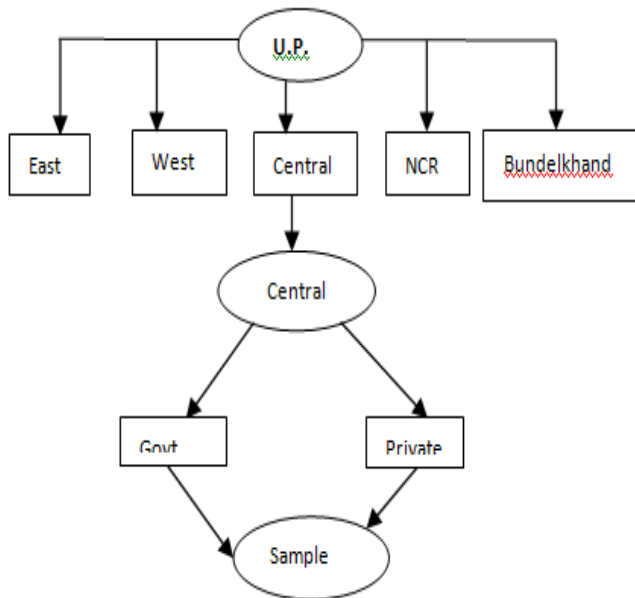 U.P.
East
West
Central
NCR
Bundelkhand
Central
Govt
Private
Sample